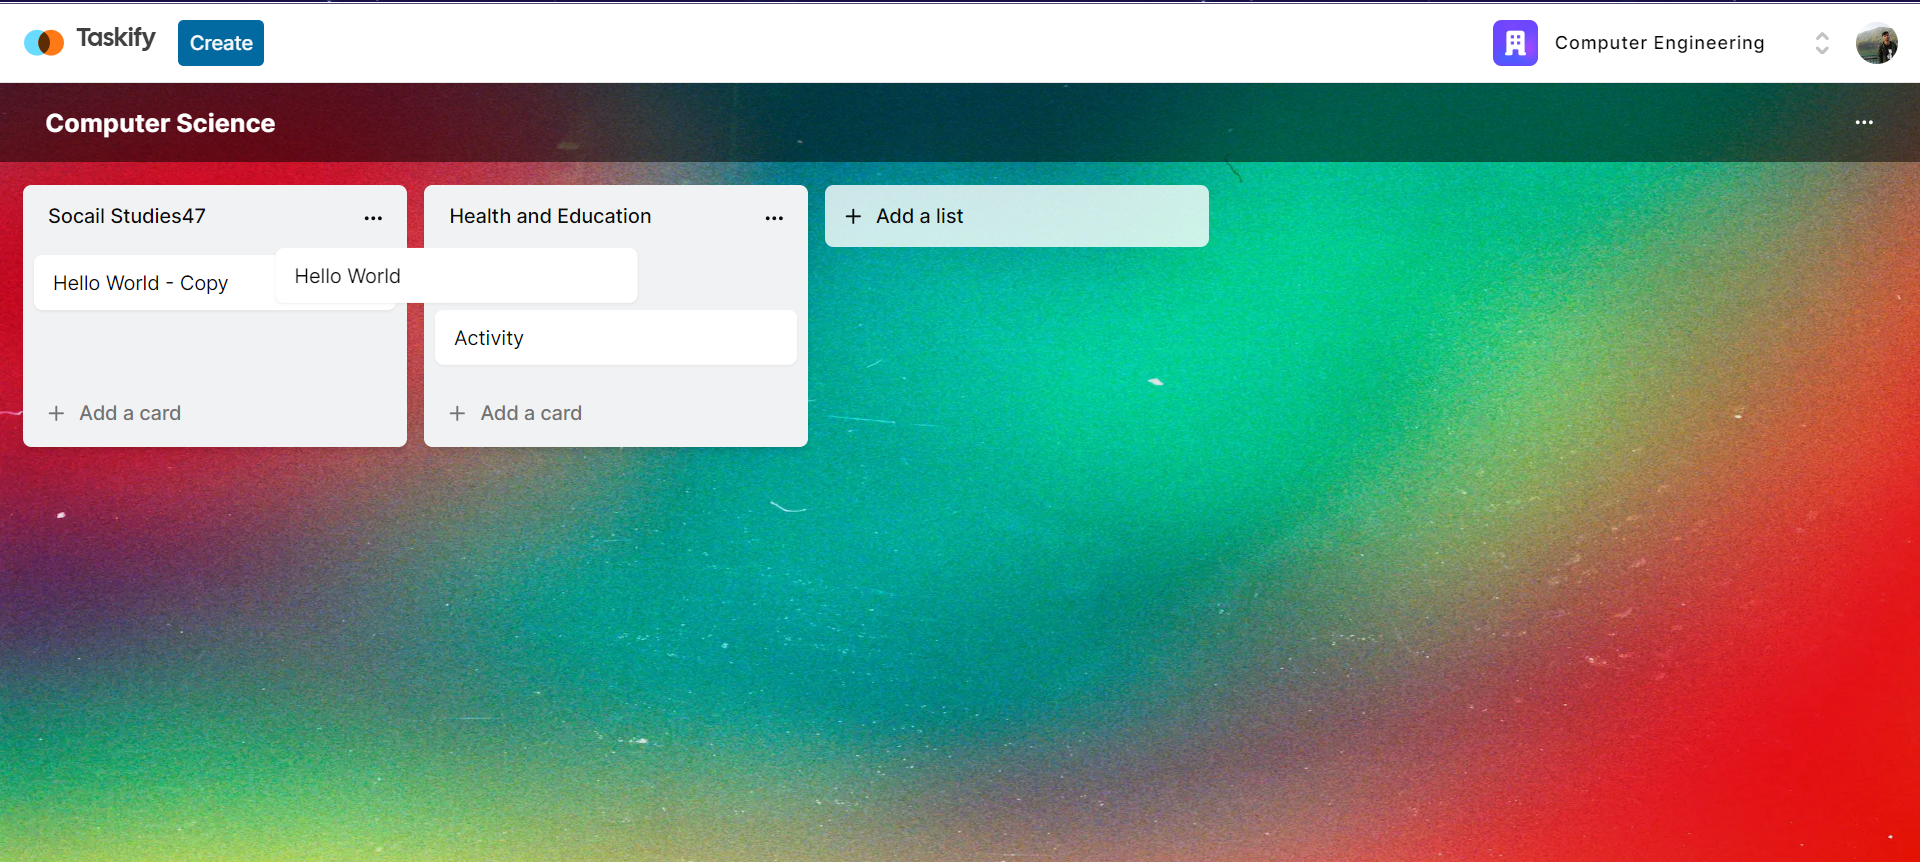 Taskify
Create
Computer Engineering
Computer Science
Socail Studies47
Hello World - Copy
+ Add a card
Health and Education
Hello World
Activity
+ Add a card
+ Add a list